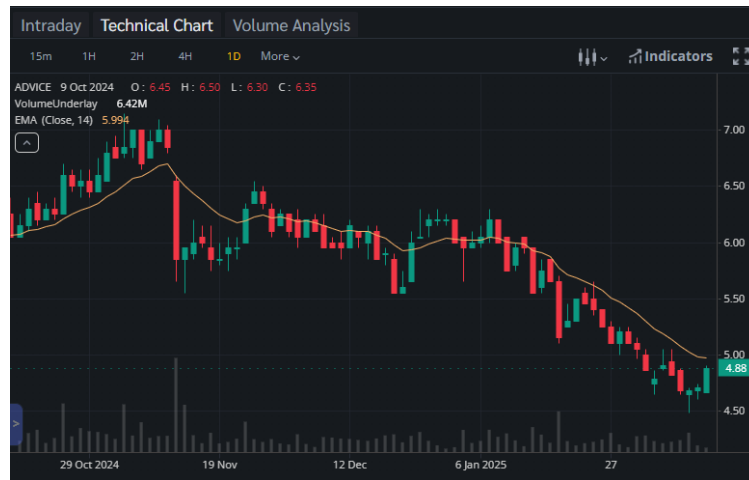 Intraday Technical Chart Volume Analysis
15m 1H 2H 4H 1D More Indicators
ADVICE 9 Oct 2024 O: 6.45 H: 6.50 L: 6.30 C: 6.35
VolumeUnderlay 6.42M
EMA (Close, 14) 5.994
7.00
6.50
6.00
5.50
5.00
4.88
4.50
29 Oct 2024 19 Nov 12 Dec 6 Jan 2025 27